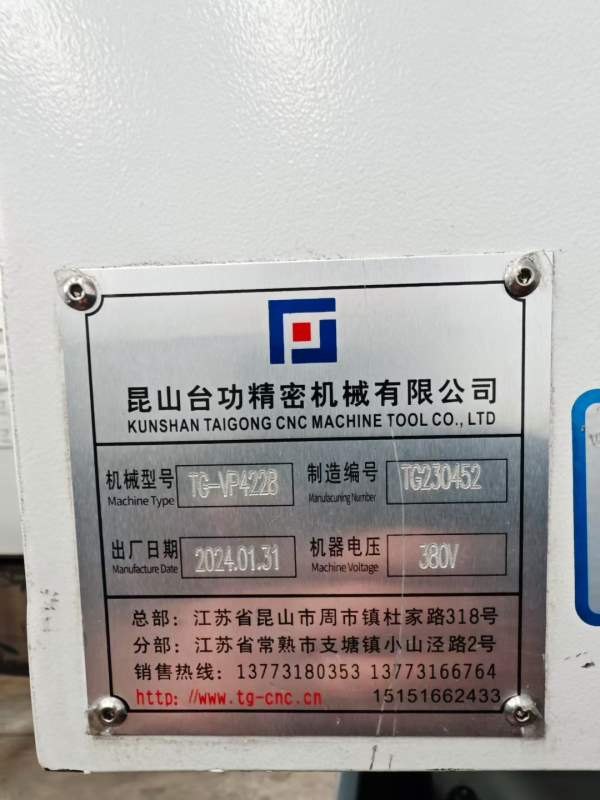 昆山台功精密机械有限公司
KUNSHAN TAIGONG CNC MACHINE TOOL CO., LTD
机械型号 TG-VP4228 制造编号 TG230452
Machine Type Manulacuning Number
出厂日期 2024.01.31 机器电压 380V
Manufacture Date Machine Voltage
总部：江苏省昆山市周市镇杜家路318号
分部：江苏省常熟市支塘镇小山泾路2号
销售热线：13773180353 13773166764
http://www.tg-cnc.cn 15151662433